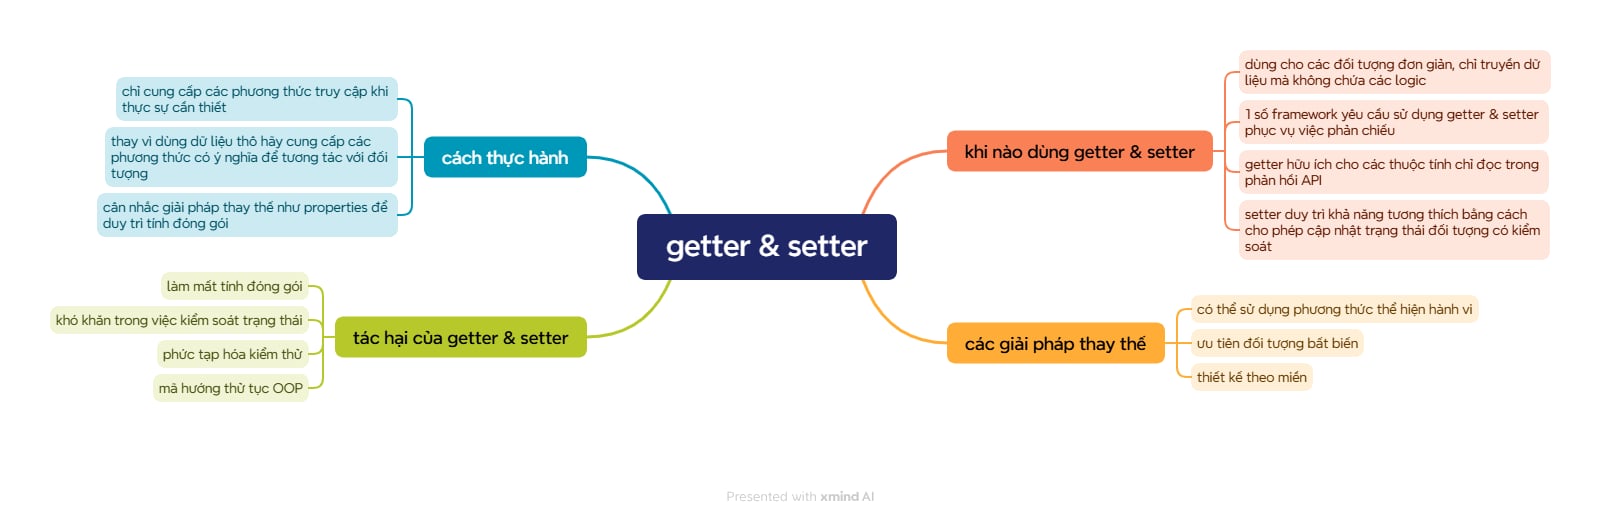 getter & setter
khi nào dùng getter & setter
dùng cho các đối tượng đơn giản, chỉ truyền dữ
liệu mà không chứa các logic
1 số framework yêu cầu sử dụng getter & setter
phục vụ việc phản chiếu
getter hữu ích cho các thuộc tính chỉ đọc trong
phản hồi API
setter duy trì khả năng tương thích bằng cách
cho phép cập nhật trạng thái đối tượng có kiểm
soát
các giải pháp thay thế
có thể sử dụng phương thức thể hiện hành vi
ưu tiên đối tượng bất biến
thiết kế theo miền
tác hại của getter & setter
làm mất tính đóng gói
khó khăn trong việc kiểm soát trạng thái
phức tạp hóa kiểm thử
mã hướng thủ tục OOP
cách thực hành
chỉ cung cấp các phương thức truy cập khi
thực sự cần thiết
thay vì dùng dữ liệu thô hãy cung cấp các
phương thức có ý nghĩa để tương tác với đối
tượng
cân nhắc giải pháp thay thế như properties để
duy trì tính đóng gói
Presented with xmind AI